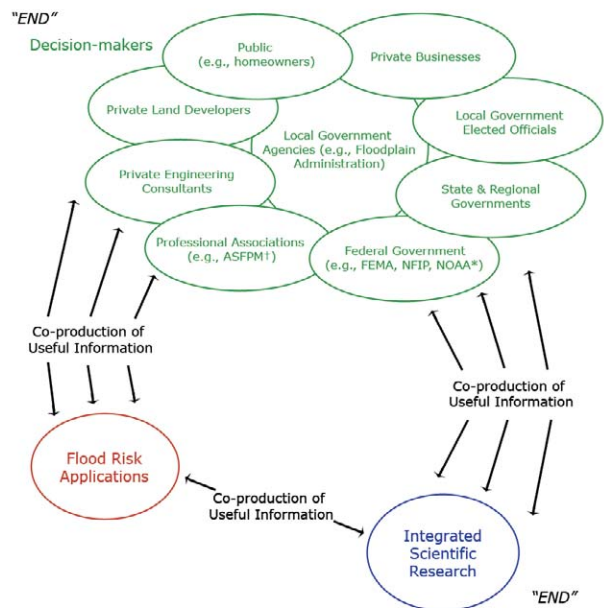 "END"
Decision-makers
Public
(e.g., homeowners)
Private Businesses
Private Land Developers
Local Government
Elected Officials
Local Government
Agencies (e.g., Floodplain
Administration)
Private Engineering
Consultants
State & Regional
Governments
Professional Associations
(e.g., ASFPM†)
Federal Government
(e.g., FEMA, NFIP, NOAA*)
Co-production of
Useful Information
Co-production of
Useful Information
Flood Risk
Applications
Co-production of
Useful Information
Integrated
Scientific
Research
"END"